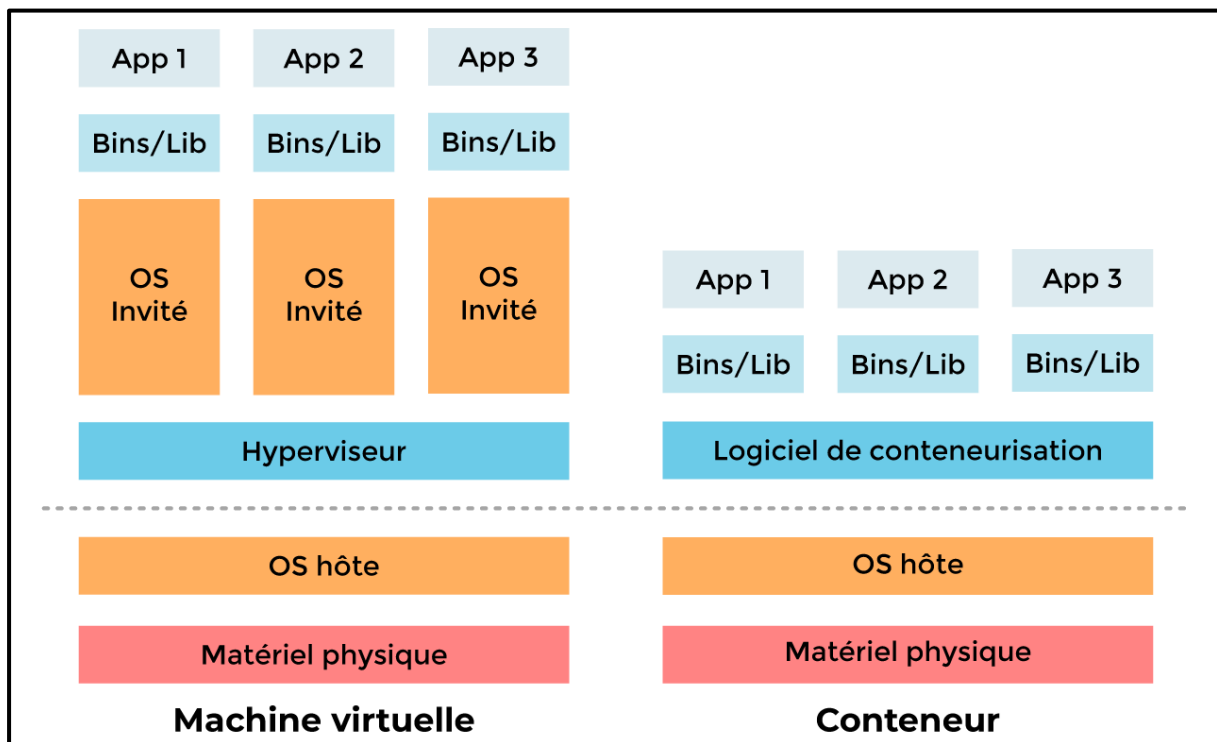 App 1
App 2
App 3
Bins/Lib
Bins/Lib
Bins/Lib
OS
Invité
OS
Invité
OS
Invité
Hyperviseur
OS hôte
Matériel physique
Machine virtuelle
App 1
App 2
App 3
Bins/Lib
Bins/Lib
Bins/Lib
Logiciel de conteneurisation
OS hôte
Matériel physique
Conteneur